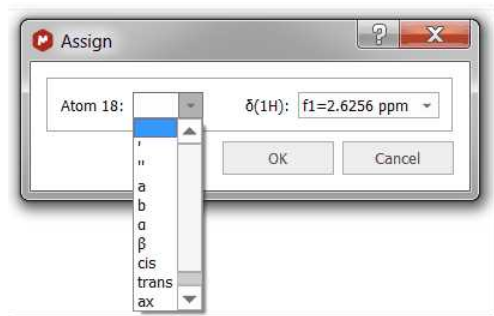 Assign
Atom 18: δ(1H): f1=2.6256 ppm
'
"
a
b
α
β
cis
trans
ax
OK Cancel